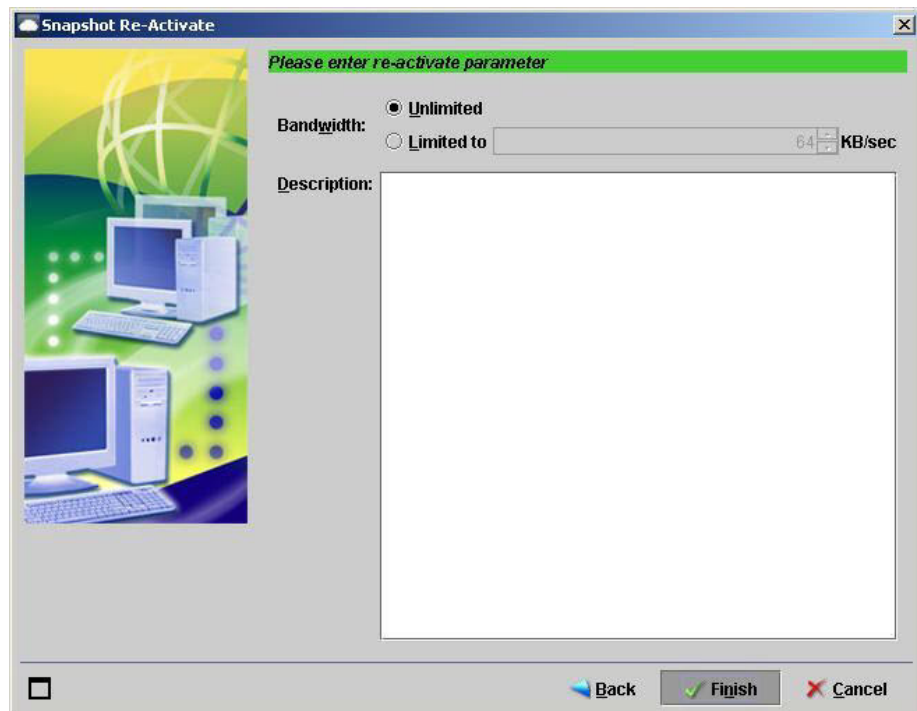 Snapshot Re-Activate
Please enter re-activate parameter
Bandwidth:
Unlimited
Limited to 64 KB/sec
Description:
Back Finish Cancel